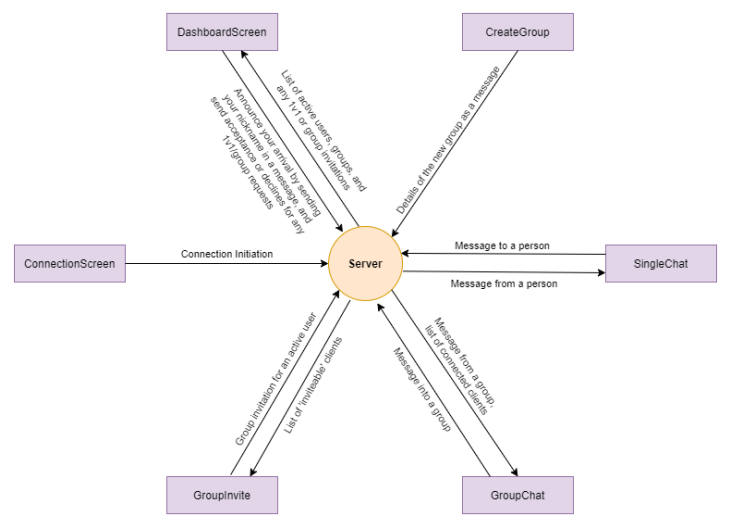 DashboardScreen
CreateGroup
List of active users, groups, and
any 1v1 or group invitations
Announce your arrival by sending
your nickname in a message, and
send acceptance or declines for any
1v1/group requests
Details of the new group as a message
ConnectionScreen
Connection Initiation
Server
Message to a person
Message from a person
SingleChat
Group invitation for an active user
List of 'inviteable' clients
Message from a group,
list of connected clients
Message into a group
GroupInvite
GroupChat